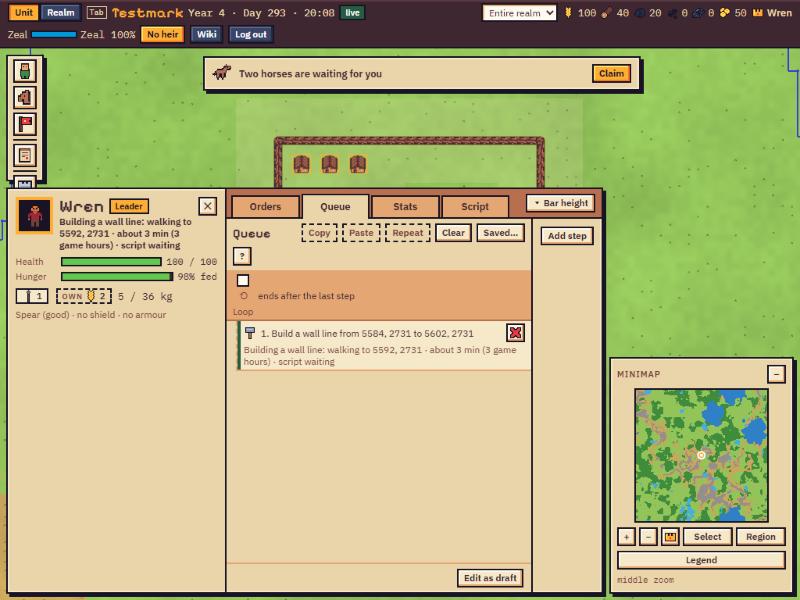 Unit Realm Tab Testmark Year 4 · Day 293 · 20:08 live Entire realm 100 40 20 0 0 50 Wren
Zeal Zeal 100% No heir Wiki Log out
Two horses are waiting for you Claim
Wren Leader
Building a wall line: walking to
5592, 2731 · about 3 min (3
game hours) · script waiting
Health 100 / 100
Hunger 98% fed
1 OWN 2 5 / 36 kg
Spear (good) · no shield · no armour
Orders Queue Stats Script Bar height
Queue Copy Paste Repeat Clear Saved...
?
Add step
ends after the last step
Loop
1. Build a wall line from 5584, 2731 to 5602, 2731
Building a wall line: walking to 5592, 2731 · about 3 min (3 game
hours) · script waiting
Edit as draft
MINIMAP −
+ − Select Region
Legend
middle zoom